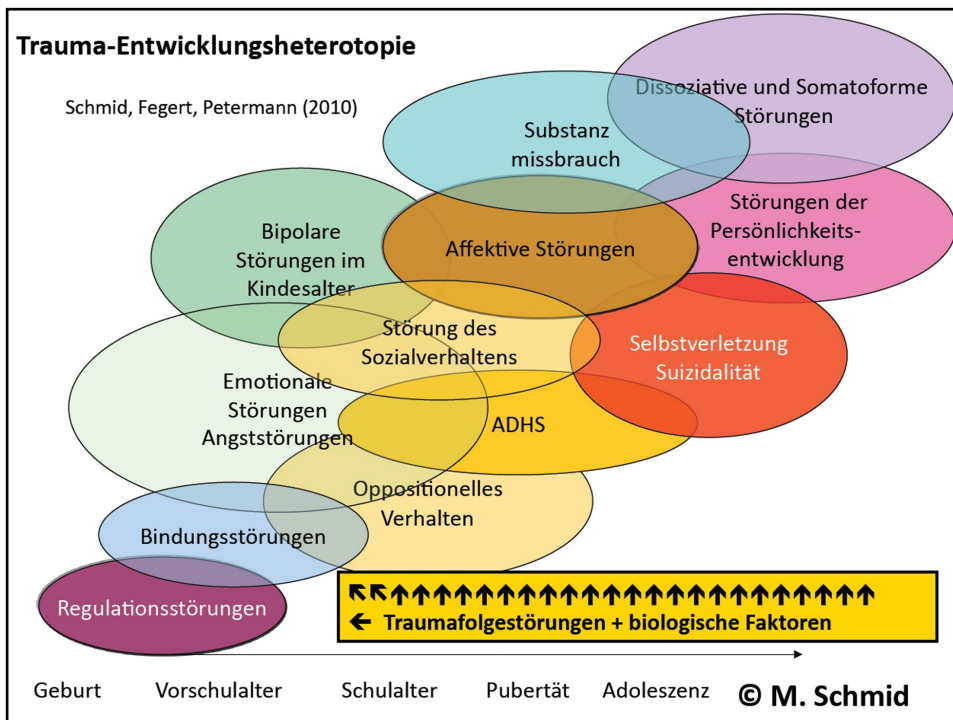 Trauma-Entwicklungsheterotopie
Schmid, Fegert, Petermann (2010)
Dissoziative und Somatoforme
Störungen
Substanz
missbrauch
Störungen der
Persönlichkeits-
entwicklung
Bipolare
Störungen im
Kindesalter
Affektive Störungen
Störung des
Sozialverhaltens
Selbstverletzung
Suizidalität
Emotionale
Störungen
Angststörungen
ADHS
Oppositionelles
Verhalten
Bindungsstörungen
Regulationsstörungen
Traumafolgestörungen + biologische Faktoren
Geburt Vorschulalter Schulalter Pubertät Adoleszenz © M. Schmid